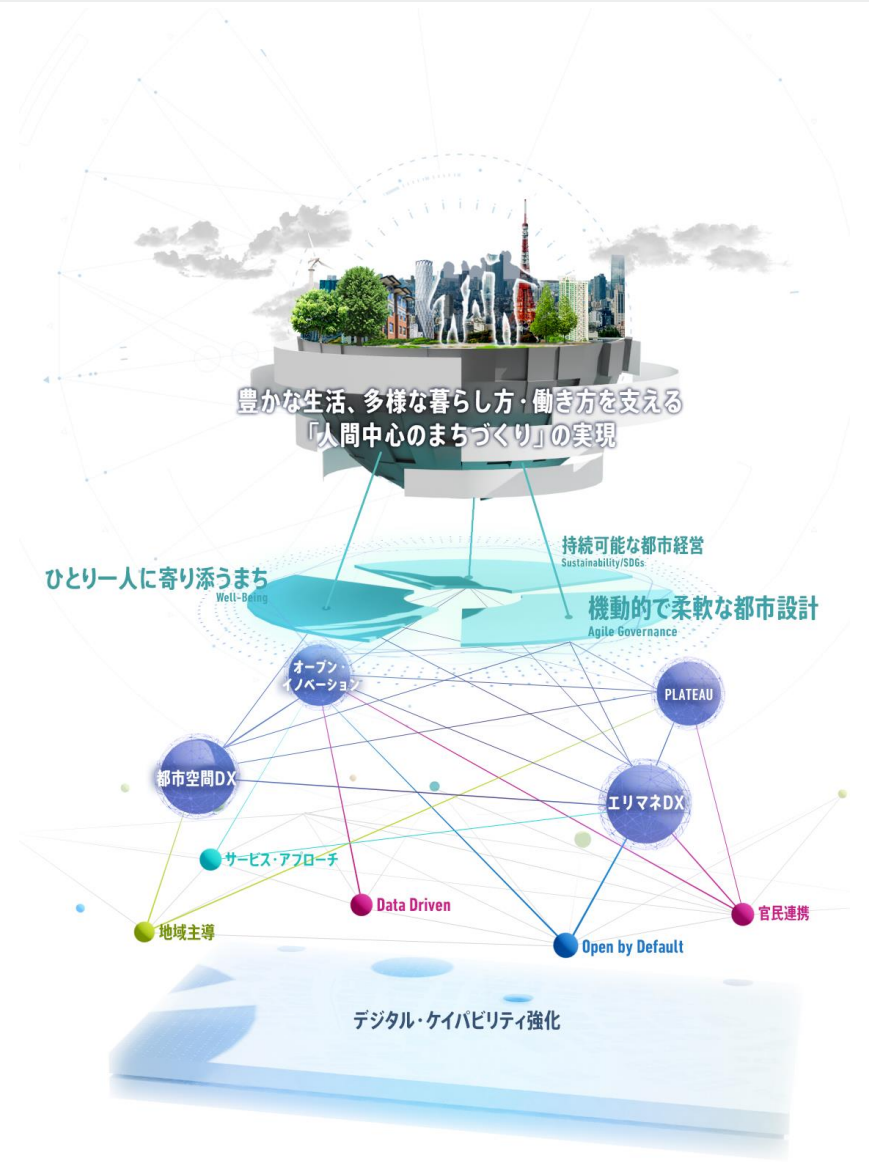 豊かな生活、多様な暮らし方・働き方を支える
「人間中心のまちづくり」の実現
持続可能な都市経営
Sustainability/SDGs
ひとり一人に寄り添うまち
Well-Being
機動的で柔軟な都市設計
Agile Governance
オープン・
イノベーション
PLATEAU
都市空間DX
エリマネDX
サービス・アプローチ
Data Driven
官民連携
地域主導
Open by Default
デジタル・ケイパビリティ強化